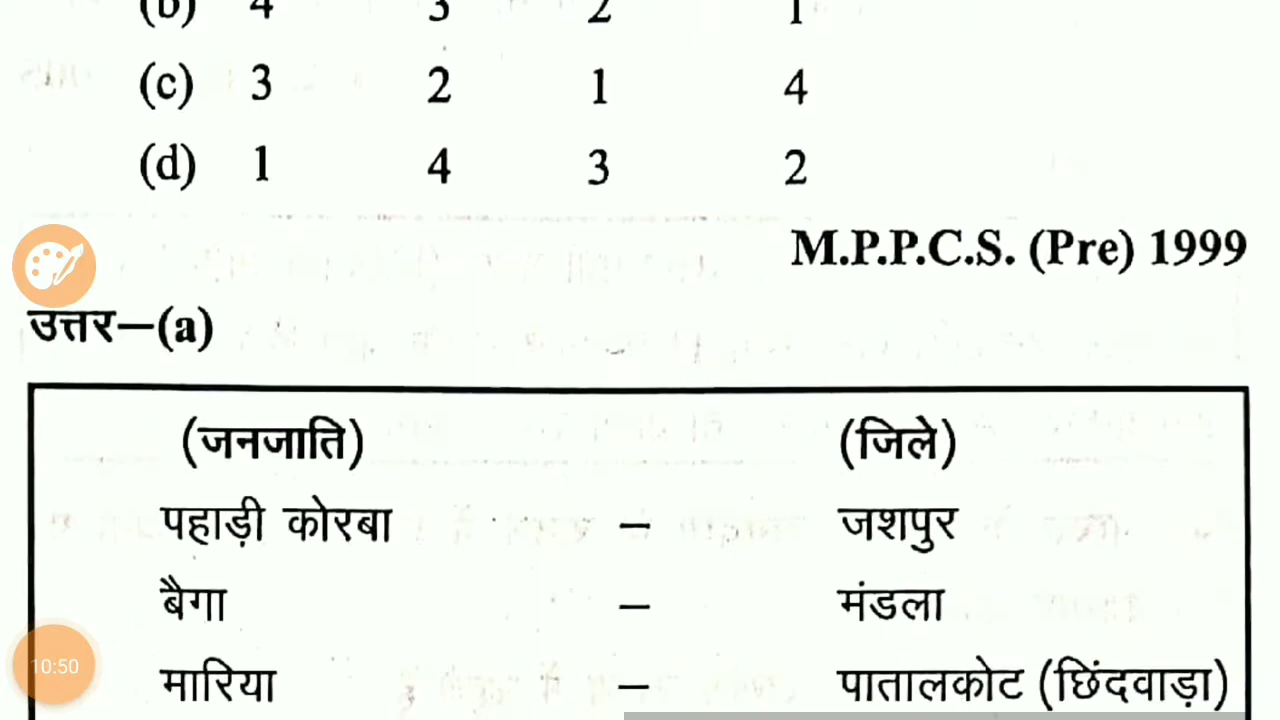 (b) 4 3 2 1
(c) 3 2 1 4
(d) 1 4 3 2
M.P.P.C.S. (Pre) 1999
उत्तर–(a)
(जनजाति) (जिले)
पहाड़ी कोरबा – जशपुर
बैगा – मंडला
10:50
मारिया – पातालकोट (छिंदवाड़ा)